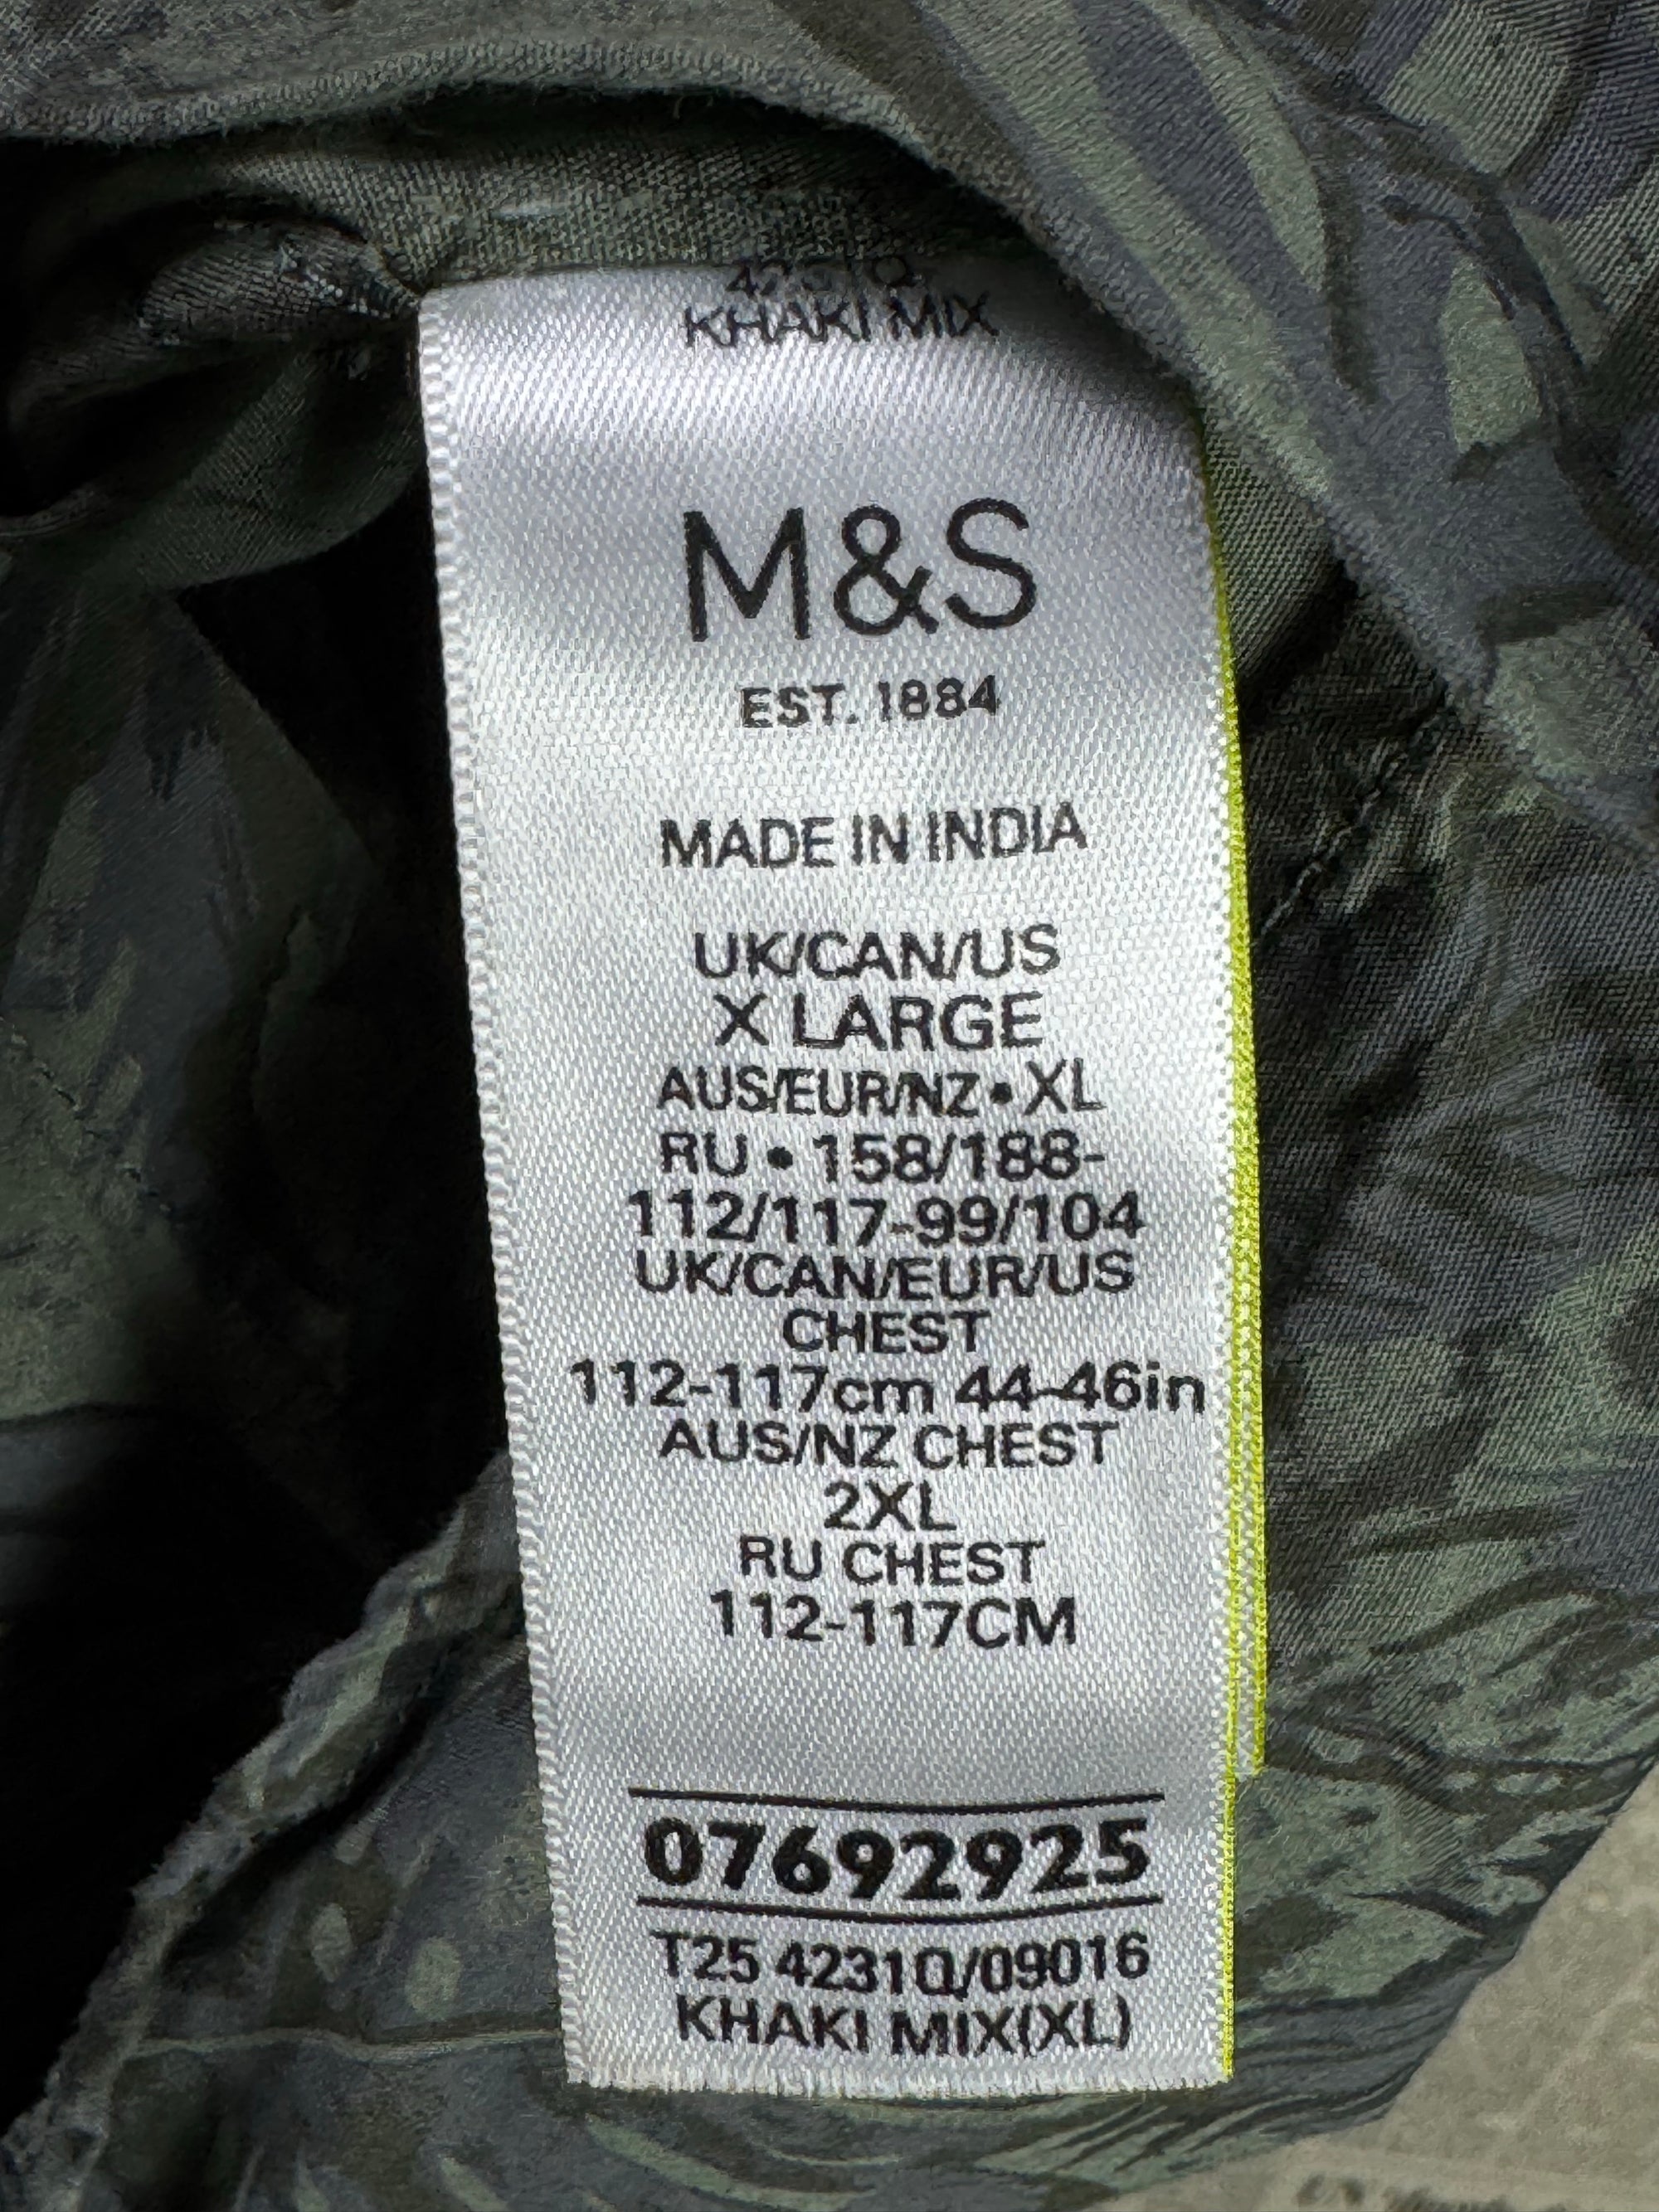 KHAKI MIX
M&S
EST. 1884
MADE IN INDIA
UK/CAN/US
X LARGE
AUS/EUR/NZ • XL
RU • 158/188-
112/117-99/104
UK/CAN/EUR/US
CHEST
112-117cm 44-46in
AUS/NZ CHEST
2XL
RU CHEST
112-117CM
07692925
T25 4231Q/09016
KHAKI MIX(XL)